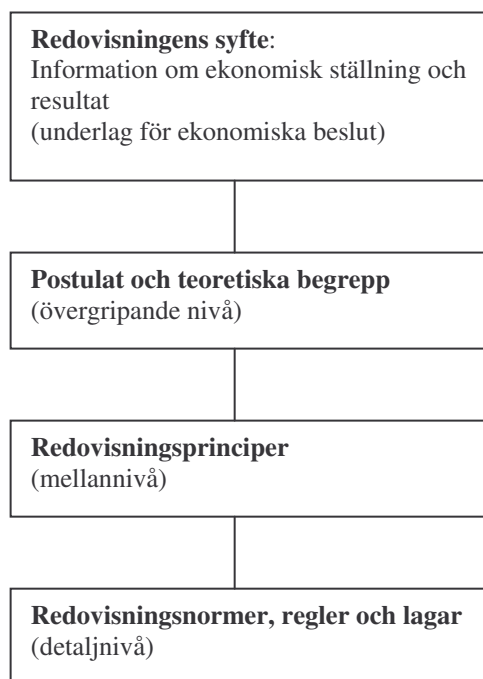 Redovisningens syfte:
Information om ekonomisk ställning och
resultat
(underlag för ekonomiska beslut)
Postulat och teoretiska begrepp
(övergripande nivå)
Redovisningsprinciper
(mellannivå)
Redovisningsnormer, regler och lagar
(detaljnivå)